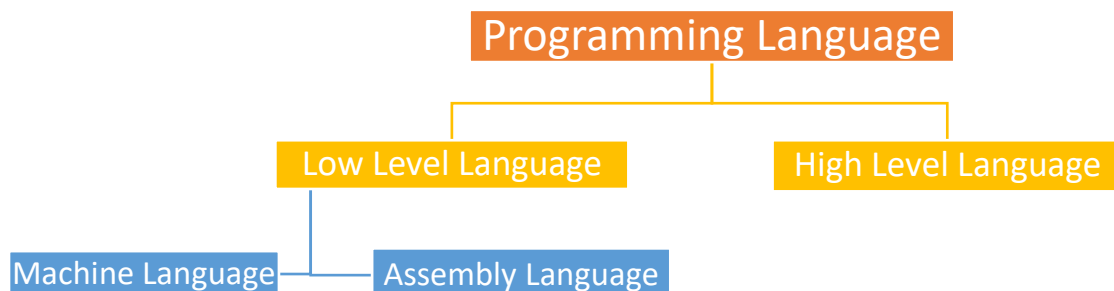 Programming Language
Low Level Language
High Level Language
Machine Language
Assembly Language